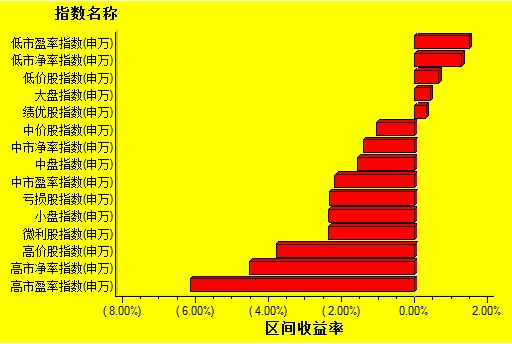 指数名称
低市盈率指数(申万)
低市净率指数(申万)
低价股指数(申万)
大盘指数(申万)
绩优股指数(申万)
中价股指数(申万)
中市净率指数(申万)
中盘指数(申万)
中市盈率指数(申万)
亏损股指数(申万)
小盘指数(申万)
微利股指数(申万)
高价股指数(申万)
高市净率指数(申万)
高市盈率指数(申万)
(8.00%) (6.00%) (4.00%) (2.00%) 0.00% 2.00%
区间收益率